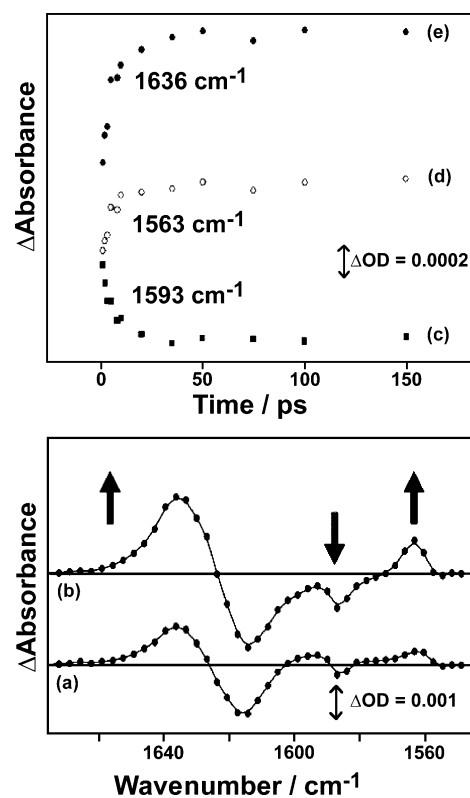 ΔAbsorbance
(e)
1636 cm-1
(d)
1563 cm-1
ΔOD = 0.0002
1593 cm-1
(c)
0 50 100 150
Time / ps
ΔAbsorbance
(b)
(a)
ΔOD = 0.001
1640 1600 1560
Wavenumber / cm-1